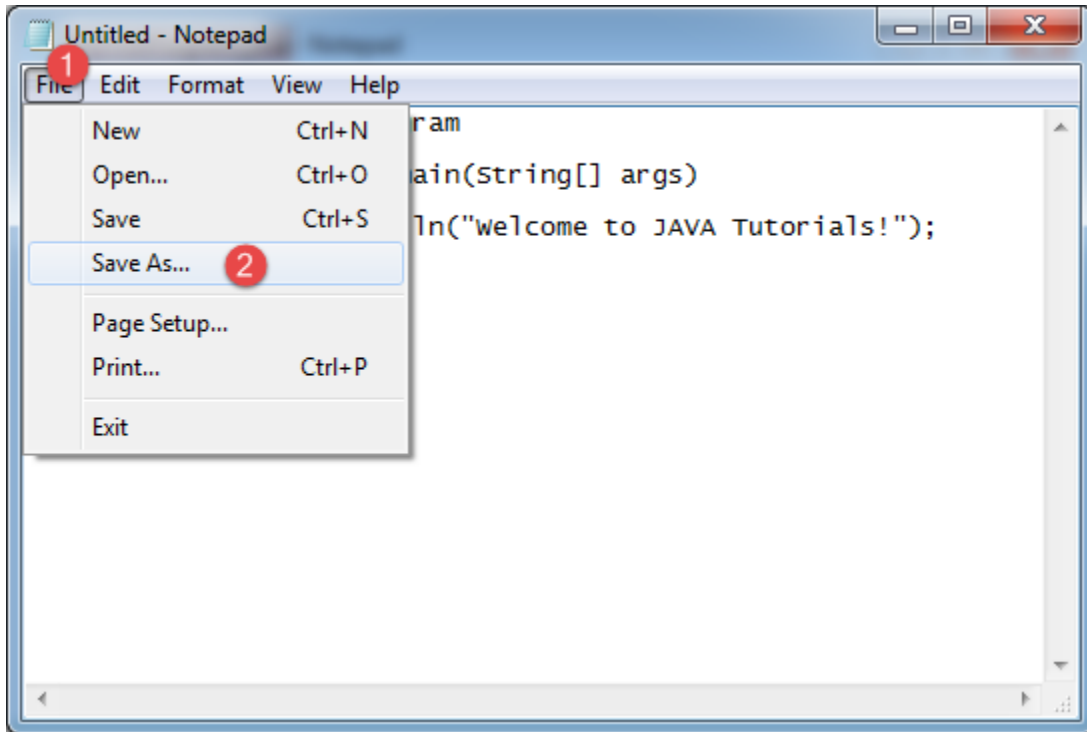 Untitled - Notepad
1
File Edit Format View Help
New Ctrl+N
Open... Ctrl+O
Save Ctrl+S
Save As... 2
Page Setup...
Print... Ctrl+P
Exit
ram
ain(String[] args)
ln("Welcome to JAVA Tutorials!");